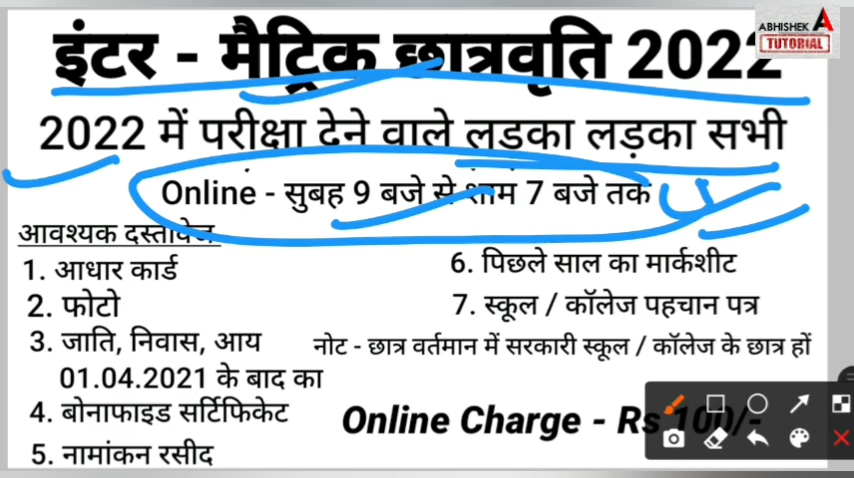 ABHISHEK A
TUTORIAL
इंटर - मैट्रिक छात्रवृति 2022
2022 में परीक्षा देने वाले लड़का लड़का सभी
Online - सुबह 9 बजे से शाम 7 बजे तक
आवश्यक दस्तावेज
1. आधार कार्ड
2. फोटो
3. जाति, निवास, आय
01.04.2021 के बाद का
4. बोनाफाइड सर्टिफिकेट
5. नामांकन रसीद
6. पिछले साल का मार्कशीट
7. स्कूल / कॉलेज पहचान पत्र
नोट - छात्र वर्तमान में सरकारी स्कूल / कॉलेज के छात्र हों
Online Charge - Rs 100/-